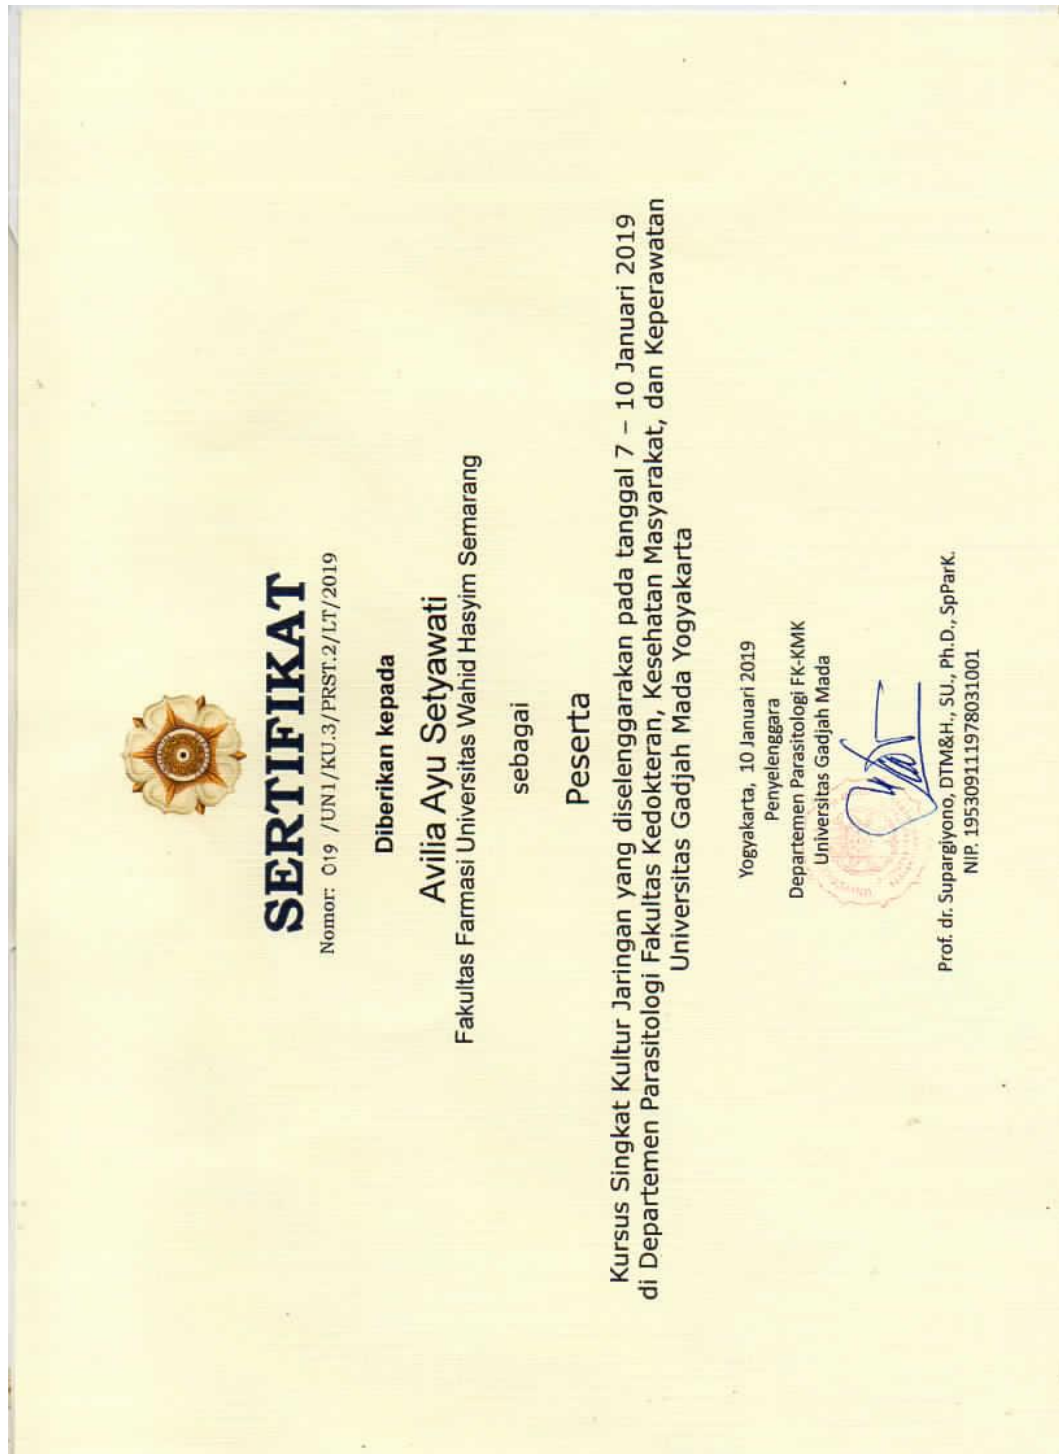 SERTIFIKAT
Nomor: 019 /UN1/KU.3/PRST.2/LT/2019
Diberikan kepada
Avilia Ayu Setyawati
Fakultas Farmasi Universitas Wahid Hasyim Semarang
sebagai
Peserta
Kursus Singkat Kultur Jaringan yang diselenggarakan pada tanggal 7 – 10 Januari 2019
di Departemen Parasitologi Fakultas Kedokteran, Kesehatan Masyarakat, dan Keperawatan
Universitas Gadjah Mada Yogyakarta
Yogyakarta, 10 Januari 2019
Penyelenggara
Departemen Parasitologi FK-KMK
Universitas Gadjah Mada
Prof. dr. Supargiyono, DTM&H., SU., Ph.D., SpParK.
NIP. 195309111978031001